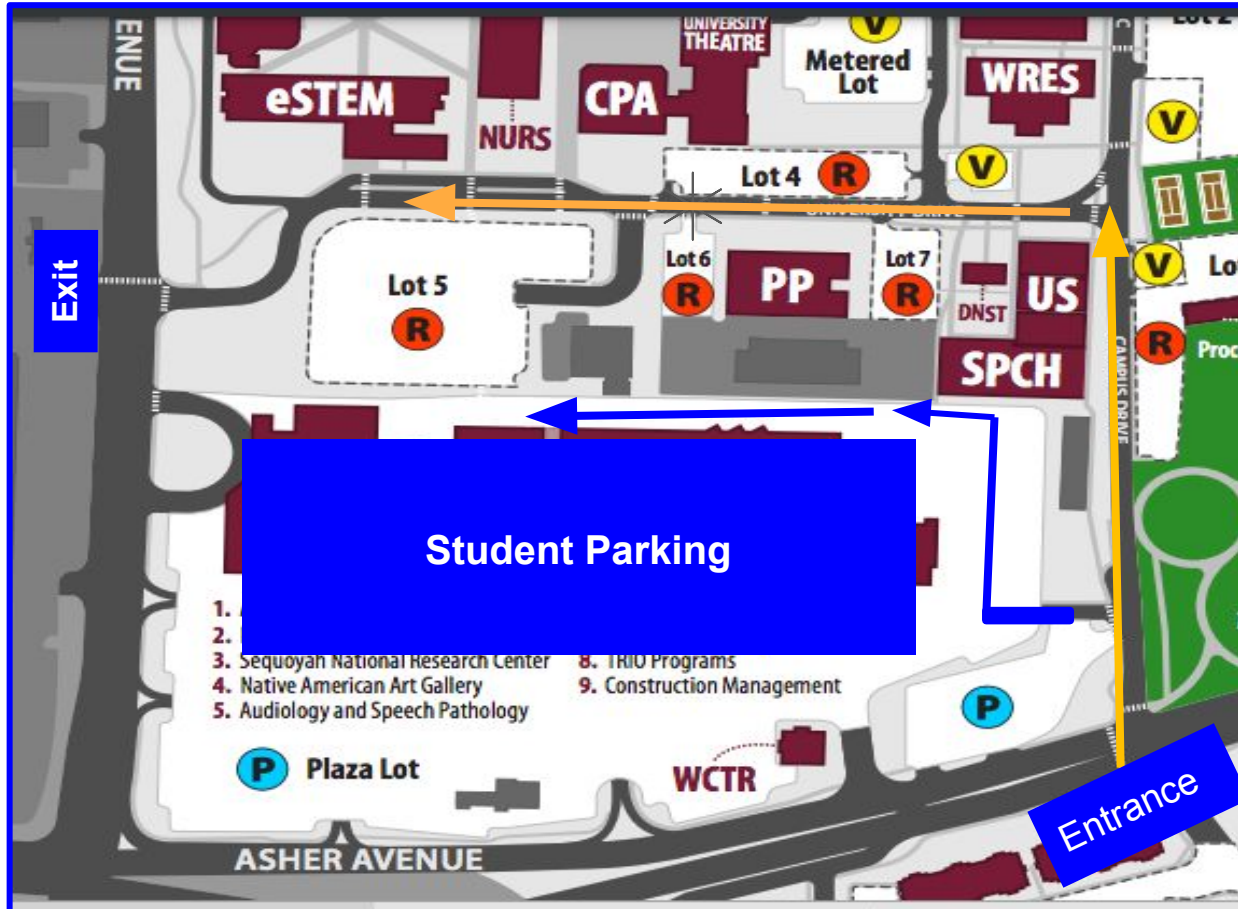 ENUE
UNIVERSITY
THEATRE
V
Metered
Lot
C
Lot 2
eSTEM
NURS
CPA
WRES
V
Lot 4 R
V
UNIVERSITY DRIVE
Exit
Lot 5
R
Lot 6
R
PP
Lot 7
R
DNST
US
V
Lo
SPCH
CAMPUS DRIVE
R
Proc
Student Parking
1.
2.
3. Sequoyah National Research Center
4. Native American Art Gallery
5. Audiology and Speech Pathology
8. TRIO Programs
9. Construction Management
P
P Plaza Lot
WCTR
Entrance
ASHER AVENUE